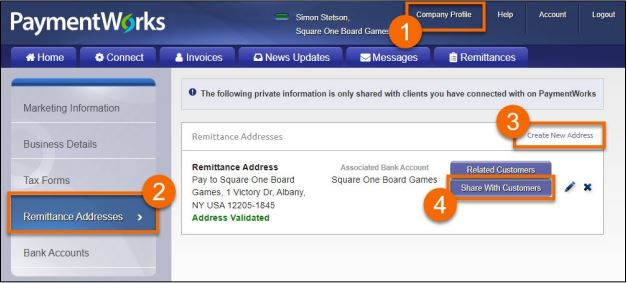 PaymentWorks
Simon Stetson,
Square One Board Games
Company Profile
Help
Account
Logout
1
Home
Connect
Invoices
News Updates
Messages
Remittances
Marketing Information
Business Details
Tax Forms
2
Remittance Addresses >
Bank Accounts
The following private information is only shared with clients you have connected with on PaymentWorks
3
Remittance Addresses
Create New Address
Remittance Address
Pay to Square One Board
Games, 1 Victory Dr, Albany,
NY USA 12205-1845
Address Validated
Associated Bank Account
Square One Board Games
Related Customers
Share With Customers
4